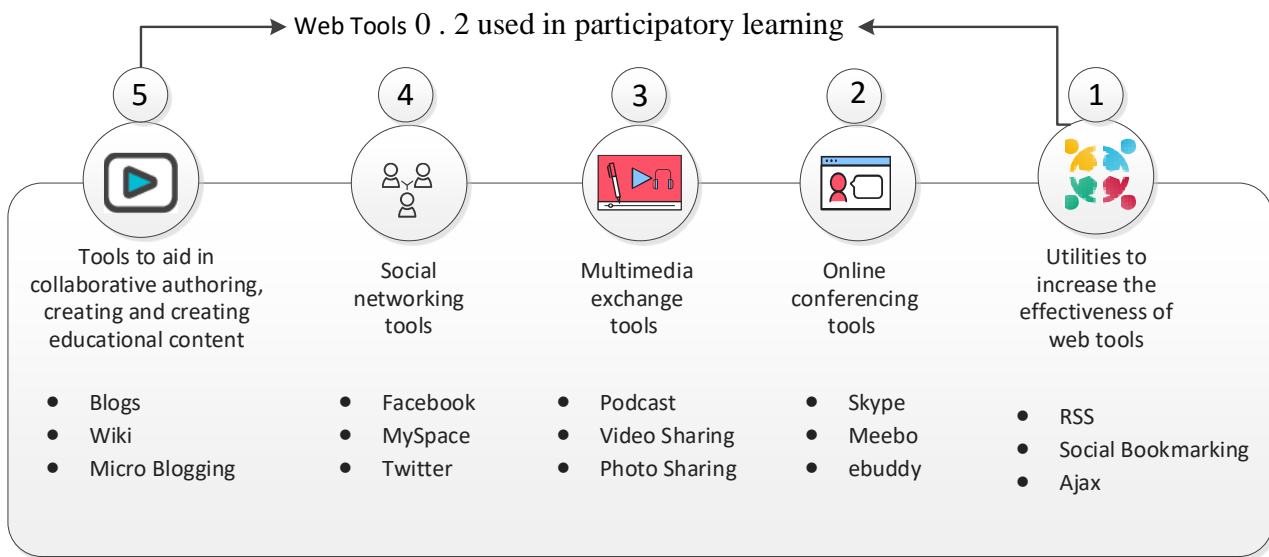 Web Tools 0 . 2 used in participatory learning
5
Tools to aid in
collaborative authoring,
creating and creating
educational content
• Blogs
• Wiki
• Micro Blogging
4
Social
networking
tools
• Facebook
• MySpace
• Twitter
3
Multimedia
exchange
tools
• Podcast
• Video Sharing
• Photo Sharing
2
Online
conferencing
tools
• Skype
• Meebo
• ebuddy
1
Utilities to
increase the
effectiveness of
web tools
• RSS
• Social Bookmarking
• Ajax